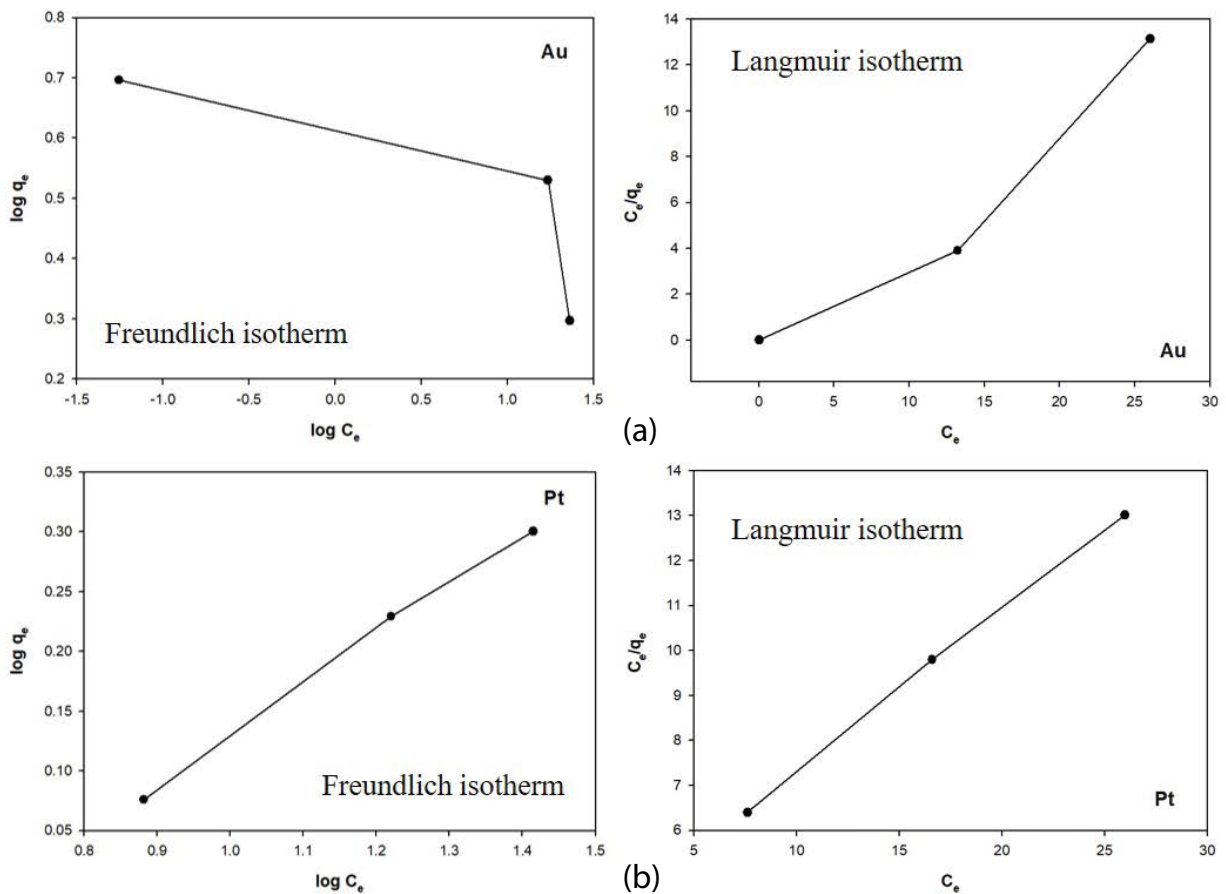 0.8
0.7
0.6
0.5
0.4
0.3
0.2
log qe
Au
Freundlich isotherm
-1.5 -1.0 -0.5 0.0 0.5 1.0 1.5
log Ce
14
12
10
8
6
4
2
0
Ce/qe
Langmuir isotherm
Au
0 5 10 15 20 25 30
Ce
(a)
0.35
0.30
0.25
0.20
0.15
0.10
0.05
log qe
Pt
Freundlich isotherm
0.8 0.9 1.0 1.1 1.2 1.3 1.4 1.5
log Ce
14
13
12
11
10
9
8
7
6
Ce/qe
Langmuir isotherm
Pt
5 10 15 20 25 30
Ce
(b)